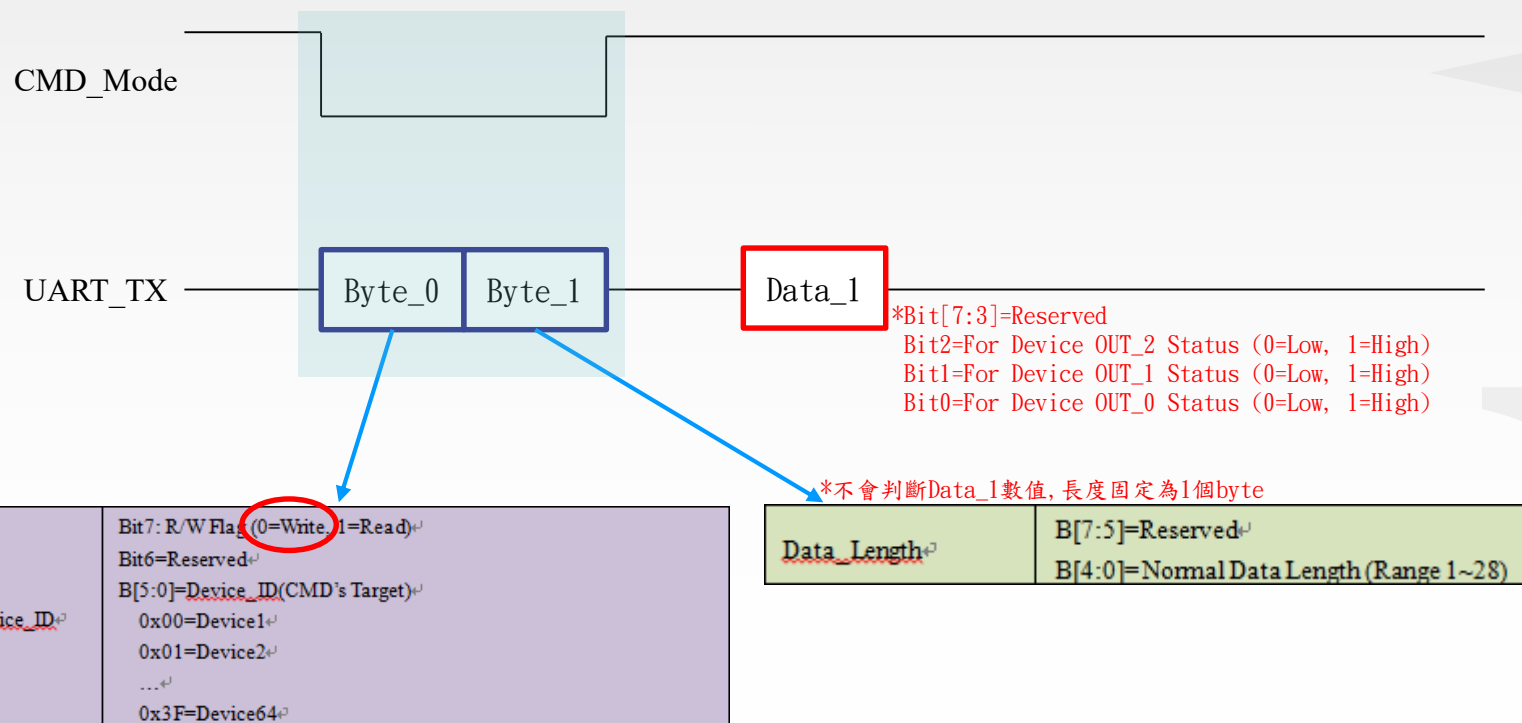 CMD_Mode
UART_TX
Byte_0
Byte_1
Data_1
*Bit[7:3]=Reserved
Bit2=For Device OUT_2 Status (0=Low, 1=High)
Bit1=For Device OUT_1 Status (0=Low, 1=High)
Bit0=For Device OUT_0 Status (0=Low, 1=High)
*不會判斷Data_1數值,長度固定為1個byte
ice_ID↵
Bit7: R/W Flag (0=Write, 1=Read)↵
Bit6=Reserved↵
B[5:0]=Device_ID(CMD’s Target)↵
0x00=Device1↵
0x01=Device2↵
…↵
0x3F=Device64↵
Data_Length↵
B[7:5]=Reserved↵
B[4:0]=Normal Data Length (Range 1~28)